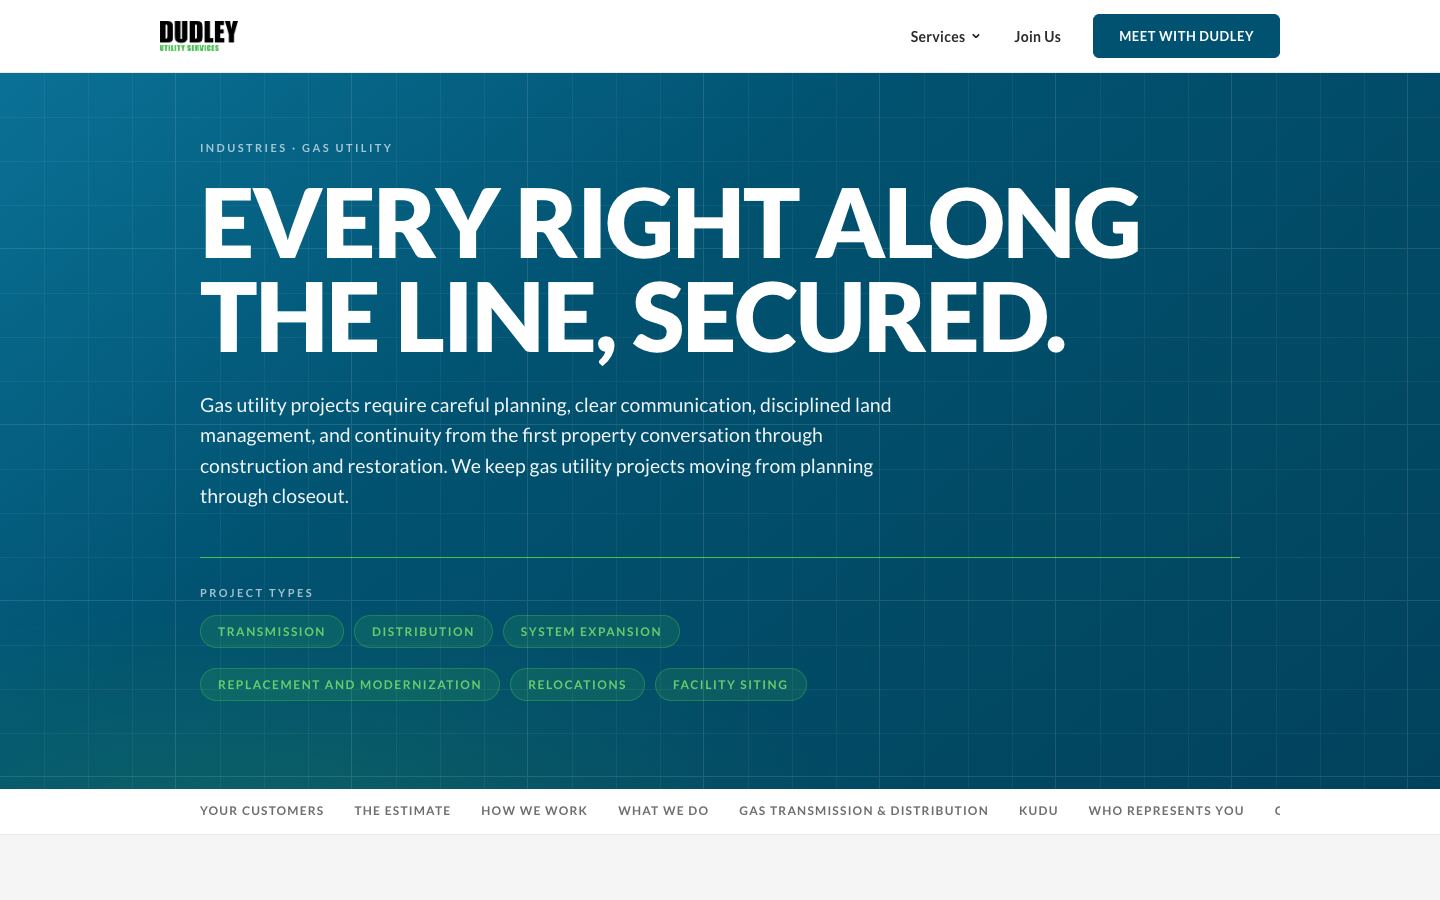 DUDLEY
UTILITY SERVICES
Services
Join Us
MEET WITH DUDLEY
INDUSTRIES · GAS UTILITY
EVERY RIGHT ALONG
THE LINE, SECURED.
Gas utility projects require careful planning, clear communication, disciplined land
management, and continuity from the first property conversation through
construction and restoration. We keep gas utility projects moving from planning
through closeout.
PROJECT TYPES
TRANSMISSION
DISTRIBUTION
SYSTEM EXPANSION
REPLACEMENT AND MODERNIZATION
RELOCATIONS
FACILITY SITING
YOUR CUSTOMERS
THE ESTIMATE
HOW WE WORK
WHAT WE DO
GAS TRANSMISSION & DISTRIBUTION
KUDU
WHO REPRESENTS YOU